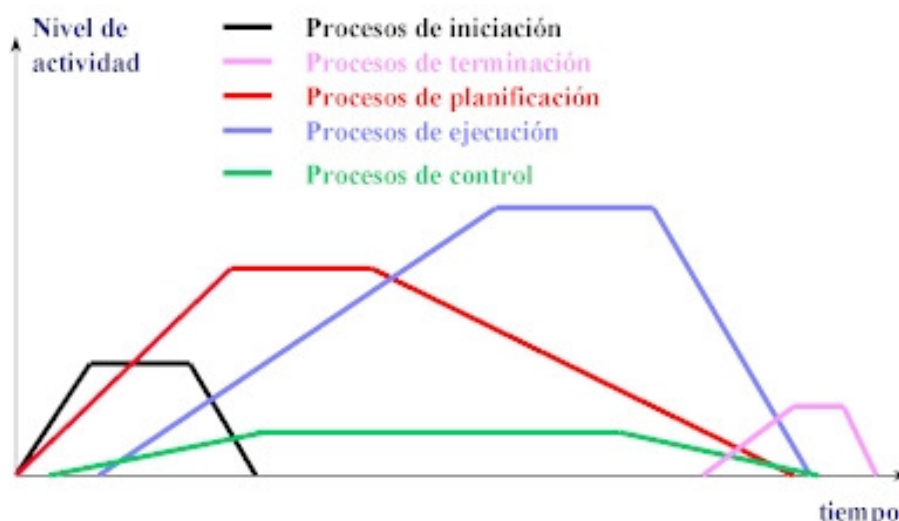 Nivel de
actividad
Procesos de iniciación
Procesos de terminación
Procesos de planificación
Procesos de ejecución
Procesos de control
tiempo